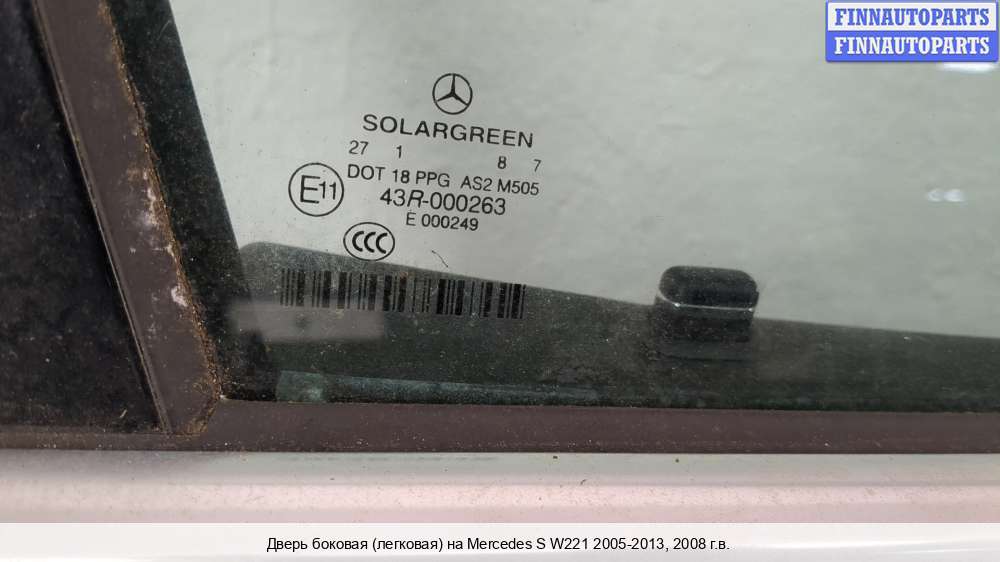 FINNAUTOPARTS
FINNAUTOPARTS
SOLARGREEN
27 1 8 7
DOT 18 PPG AS2 M505
E11
43R-000263
E 000249
CCC
Дверь боковая (легковая) на Mercedes S W221 2005-2013, 2008 г.в.